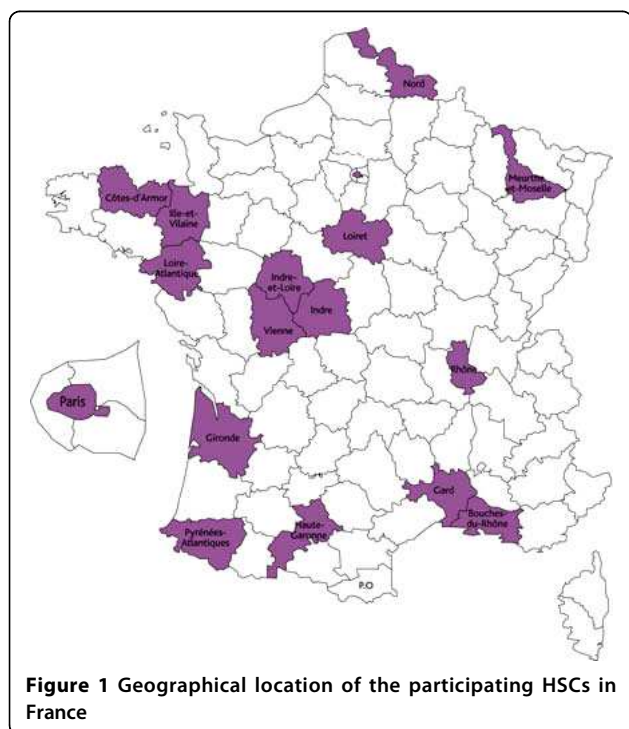 Nord
Meurthe-
et-Moselle
Côtes-d'Armor
Ille-et-
Vilaine
Loiret
Loire-
Atlantique
Indre-
et-Loire
Indre
Vienne
Rhône
Paris
Gironde
Gard
Bouches-
du-Rhône
Haute-
Garonne
Pyrénées-
Atlantiques
P.O
Figure 1 Geographical location of the participating HSCs in
France